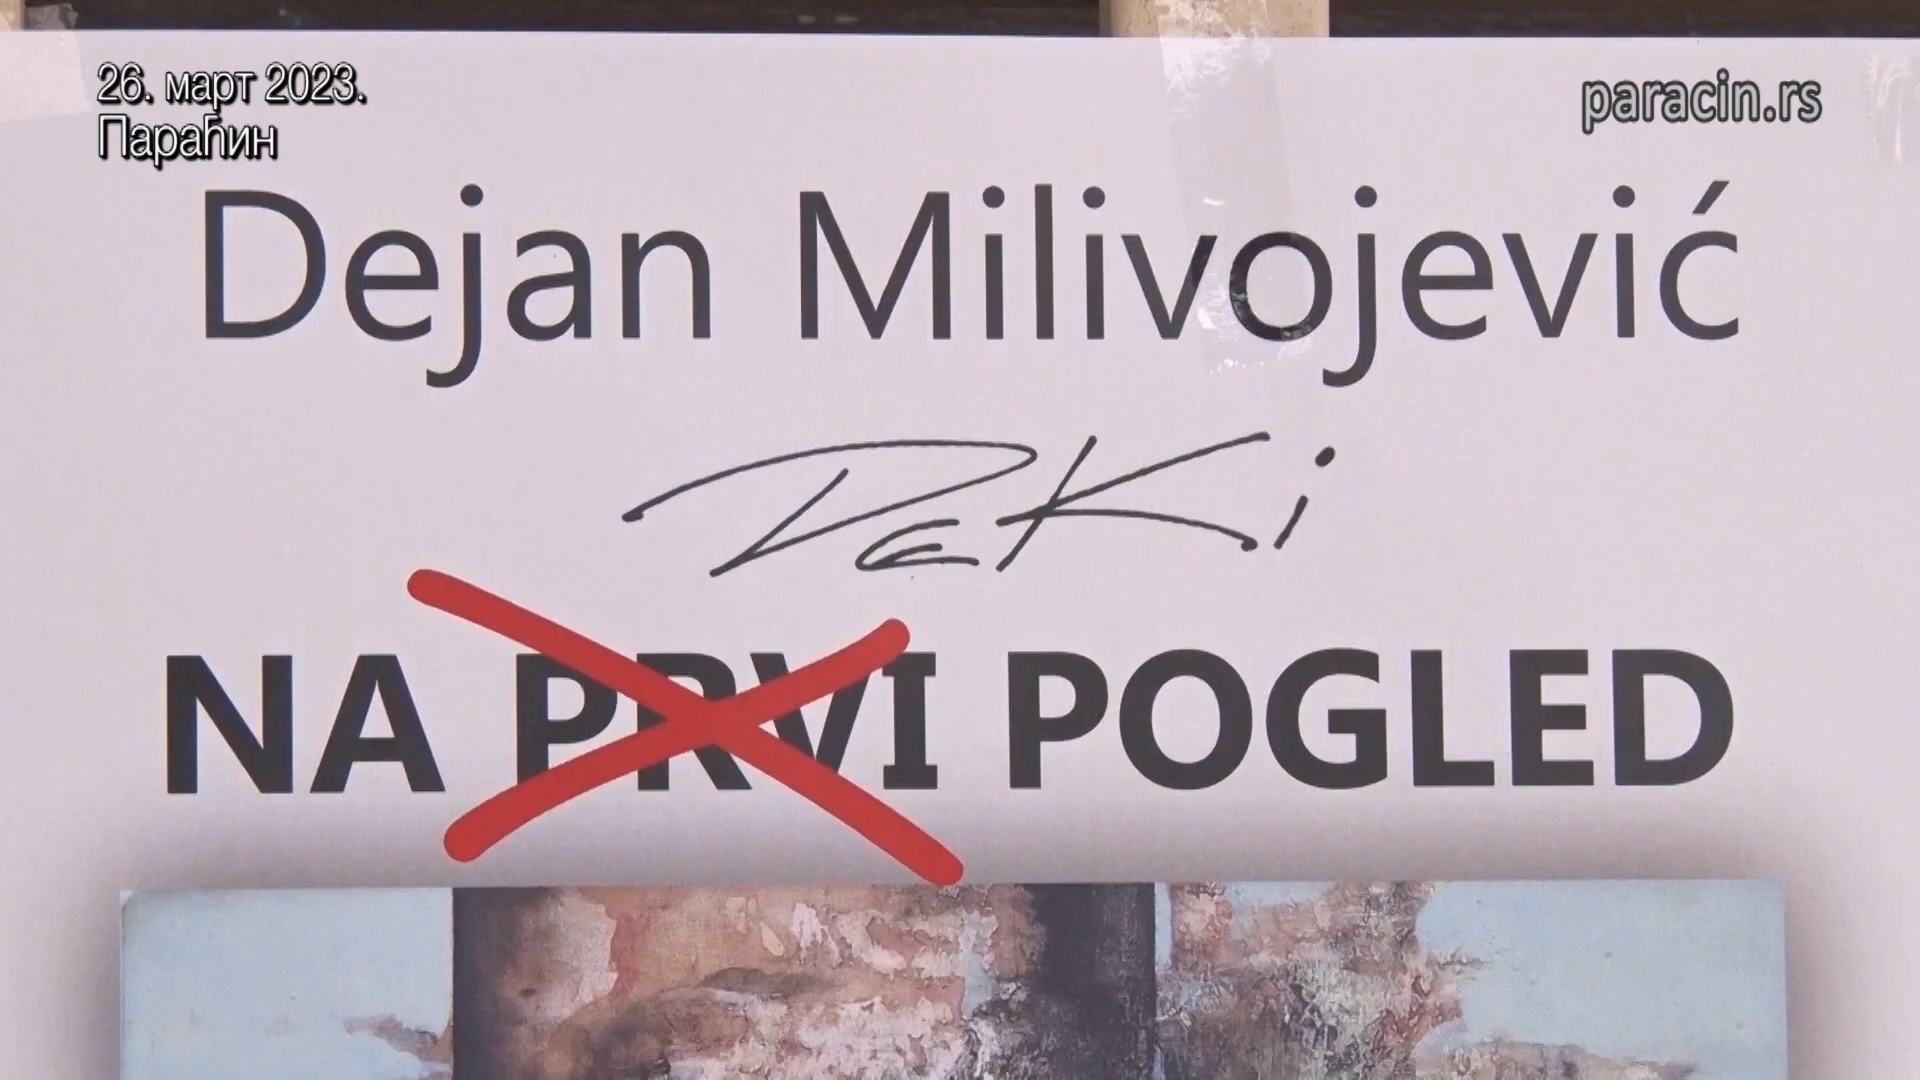 26. март 2023.
Параћин
paracin.rs
Dejan Milivojević
Deki
NA PRVI POGLED